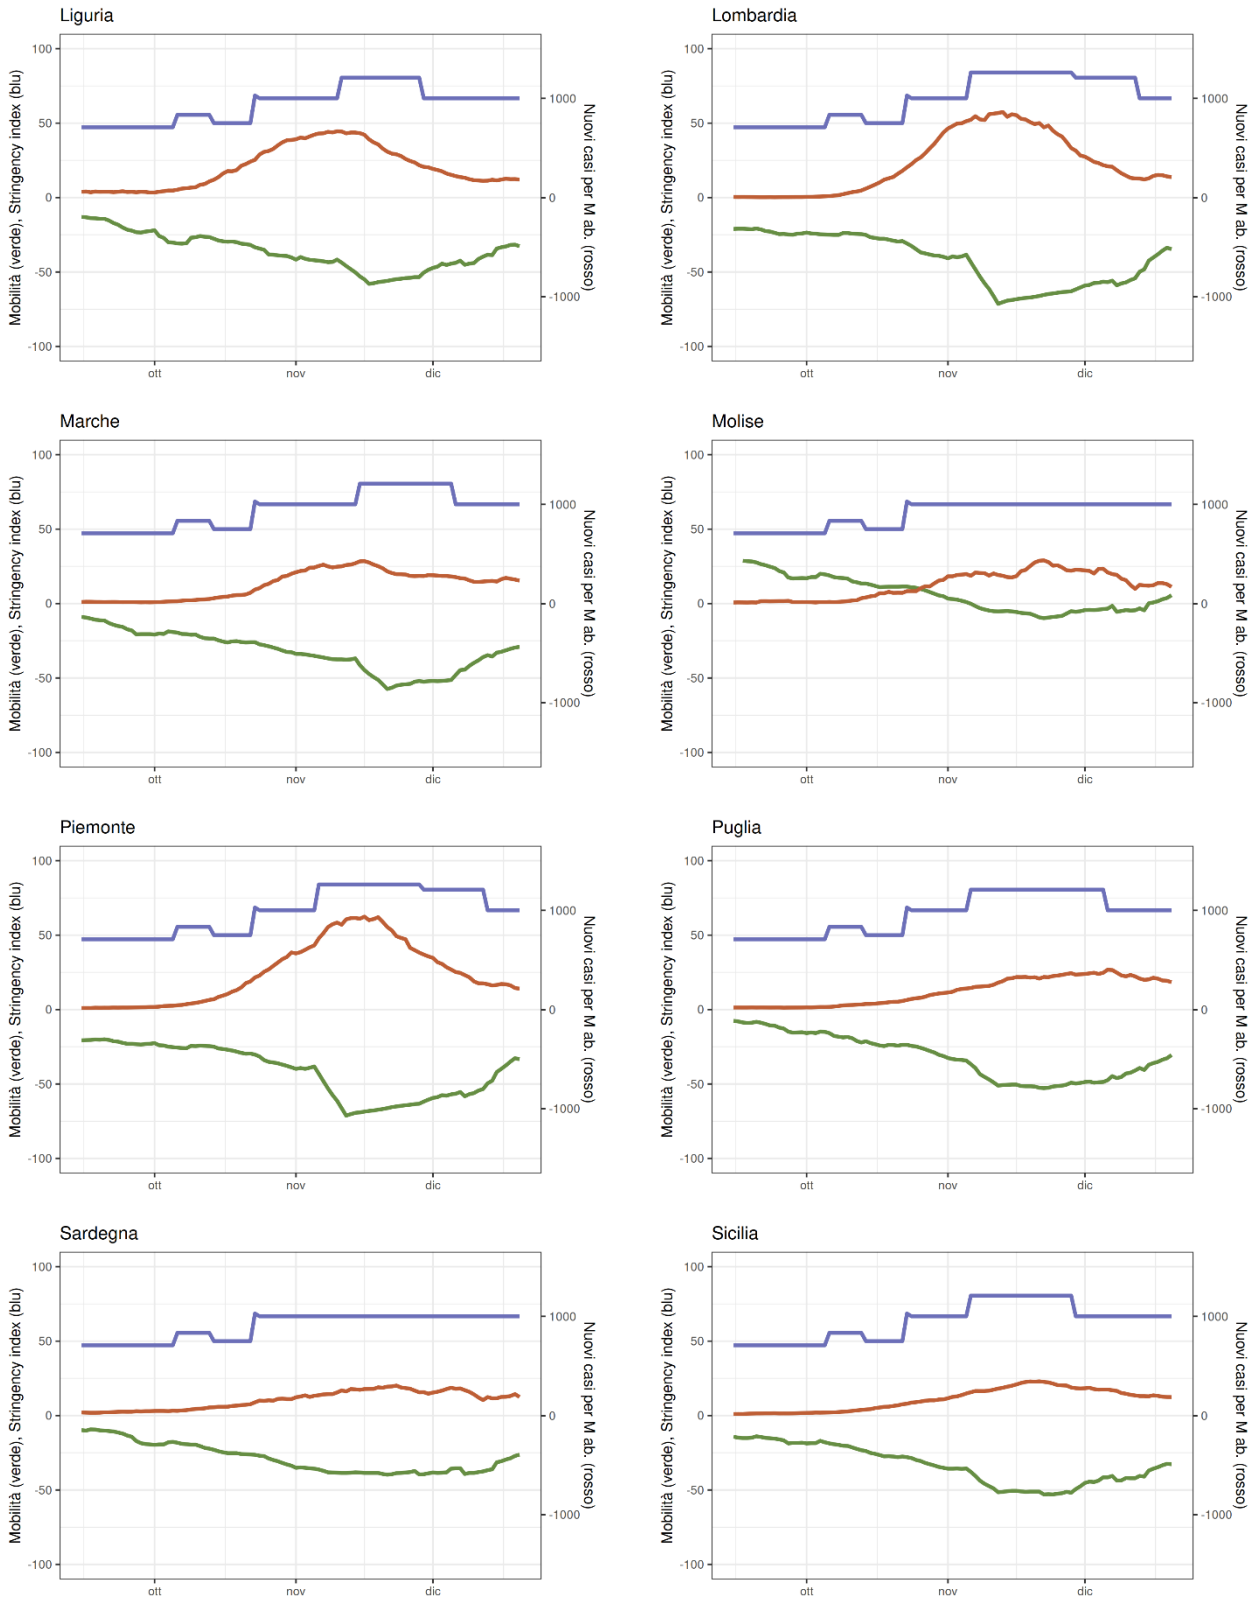 Liguria
Lombardia
100
50
0
-50
-100
1000
0
-1000
ott
nov
dic
Mobilità (verde), Stringency index (blu)
Nuovi casi per M ab. (rosso)
100
50
0
-50
-100
1000
0
-1000
ott
nov
dic
Mobilità (verde), Stringency index (blu)
Nuovi casi per M ab. (rosso)
Marche
Molise
100
50
0
-50
-100
1000
0
-1000
ott
nov
dic
Mobilità (verde), Stringency index (blu)
Nuovi casi per M ab. (rosso)
100
50
0
-50
-100
1000
0
-1000
ott
nov
dic
Mobilità (verde), Stringency index (blu)
Nuovi casi per M ab. (rosso)
Piemonte
Puglia
100
50
0
-50
-100
1000
0
-1000
ott
nov
dic
Mobilità (verde), Stringency index (blu)
Nuovi casi per M ab. (rosso)
100
50
0
-50
-100
1000
0
-1000
ott
nov
dic
Mobilità (verde), Stringency index (blu)
Nuovi casi per M ab. (rosso)
Sardegna
Sicilia
100
50
0
-50
-100
1000
0
-1000
ott
nov
dic
Mobilità (verde), Stringency index (blu)
Nuovi casi per M ab. (rosso)
100
50
0
-50
-100
1000
0
-1000
ott
nov
dic
Mobilità (verde), Stringency index (blu)
Nuovi casi per M ab. (rosso)